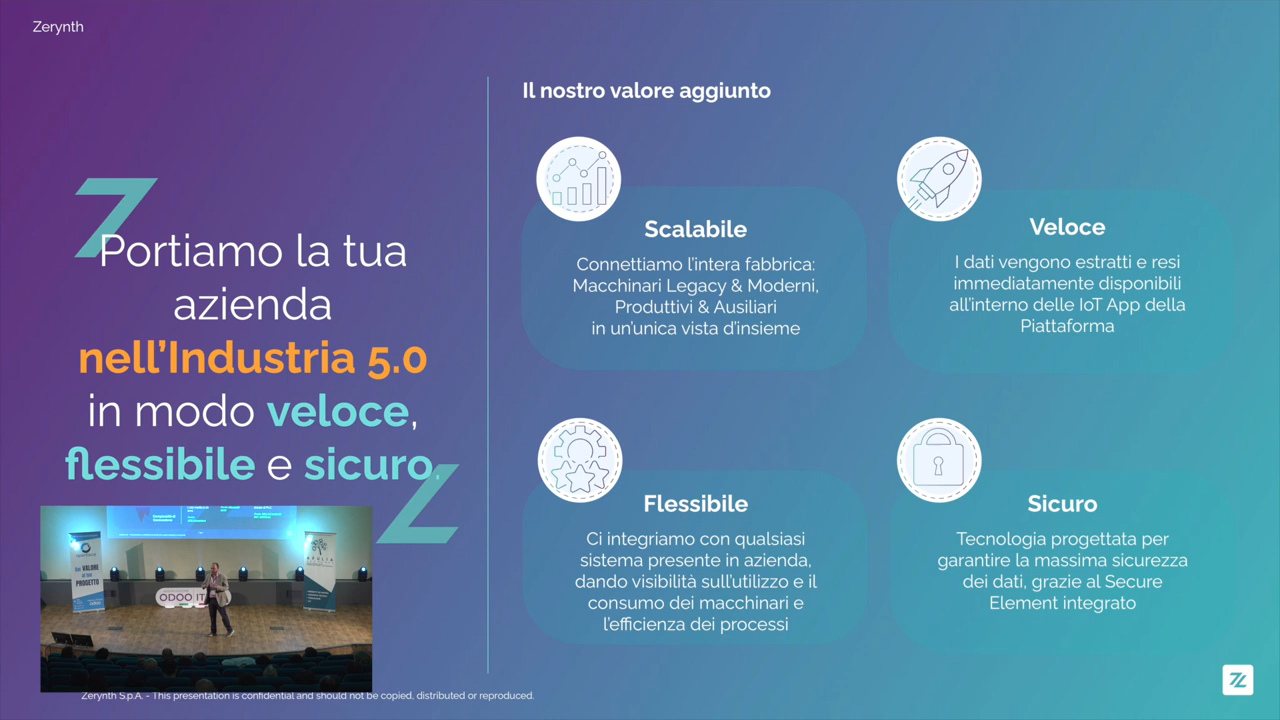 Zerynth
Portiamo la tua
azienda
nell'Industria 5.0
in modo veloce,
flessibile e sicuro.
Il nostro valore aggiunto
Scalabile
Connettiamo l'intera fabbrica:
Macchinari Legacy & Moderni,
Produttivi & Ausiliari
in un'unica vista d'insieme
Veloce
I dati vengono estratti e resi
immediatamente disponibili
all'interno delle IoT App della
Piattaforma
Flessibile
Ci integriamo con qualsiasi
sistema presente in azienda,
dando visibilità sull'utilizzo e il
consumo dei macchinari e
l'efficienza dei processi
Sicuro
Tecnologia progettata per
garantire la massima sicurezza
dei dati, grazie al Secure
Element integrato
VALORE
PROGETTO
ODOO IT
Zerynth S.p.A. - This presentation is confidential and should not be copied, distributed or reproduced.